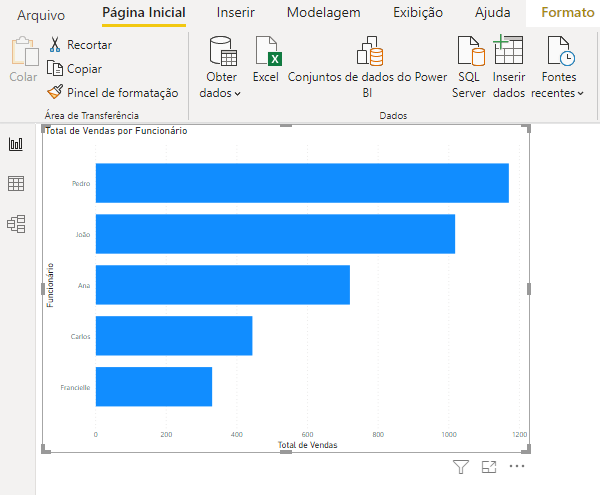 Arquivo
Página Inicial
Inserir
Modelagem
Exibição
Ajuda
Formato
Colar
Recortar
Copiar
Pincel de formatação
Área de Transferência
Obter
dados
Excel
Conjuntos de dados do Power
BI
SQL
Server
Inserir
dados
Fontes
recentes
Dados
Total de Vendas por Funcionário
Funcionário
Pedro
João
Ana
Carlos
Francielle
0 200 400 600 800 1000 1200
Total de Vendas